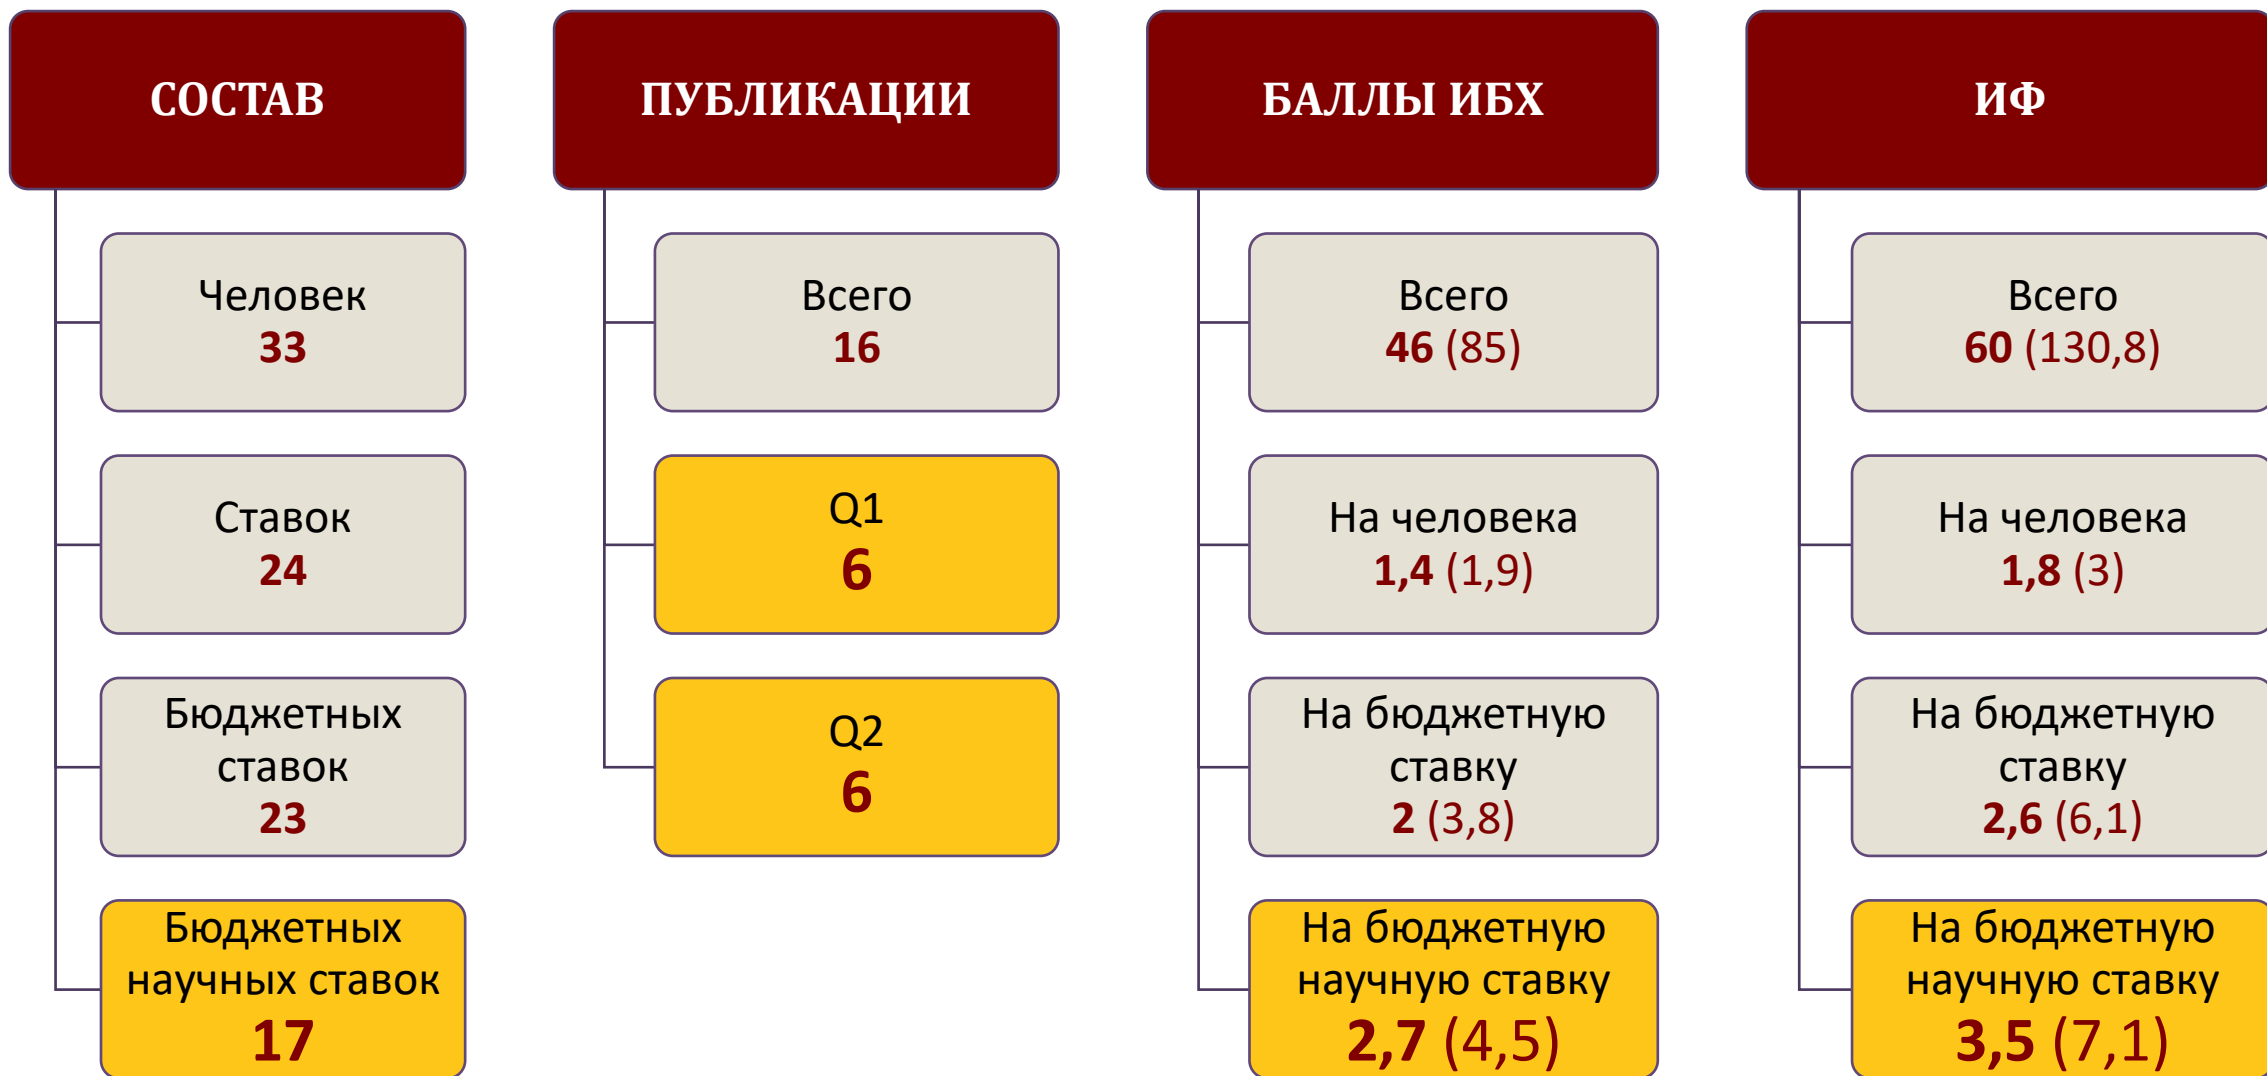 СОСТАВ
Человек
33
Ставок
24
Бюджетных
ставок
23
Бюджетных
научных ставок
17
ПУБЛИКАЦИИ
Всего
16
Q1
6
Q2
6
БАЛЛЫ ИБХ
Всего
46 (85)
На человека
1,4 (1,9)
На бюджетную
ставку
2 (3,8)
На бюджетную
научную ставку
2,7 (4,5)
ИФ
Всего
60 (130,8)
На человека
1,8 (3)
На бюджетную
ставку
2,6 (6,1)
На бюджетную
научную ставку
3,5 (7,1)